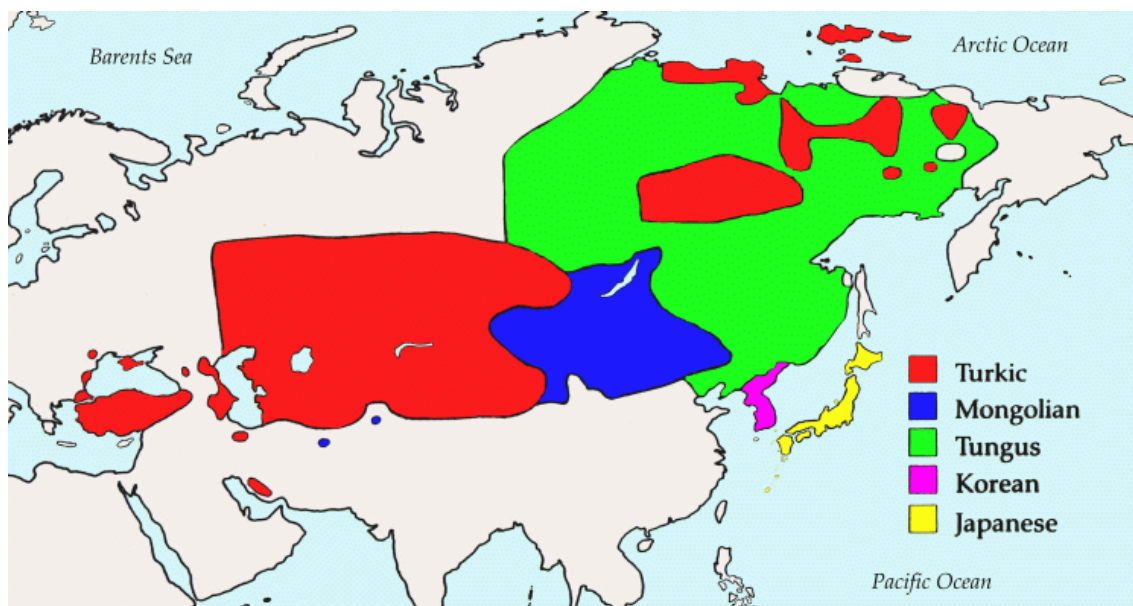 Barents Sea
Arctic Ocean
Turkic
Mongolian
Tungus
Korean
Japanese
Pacific Ocean